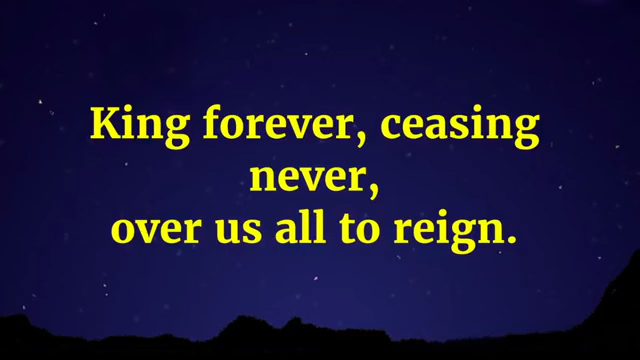 King forever, ceasing
never,
over us all to reign.